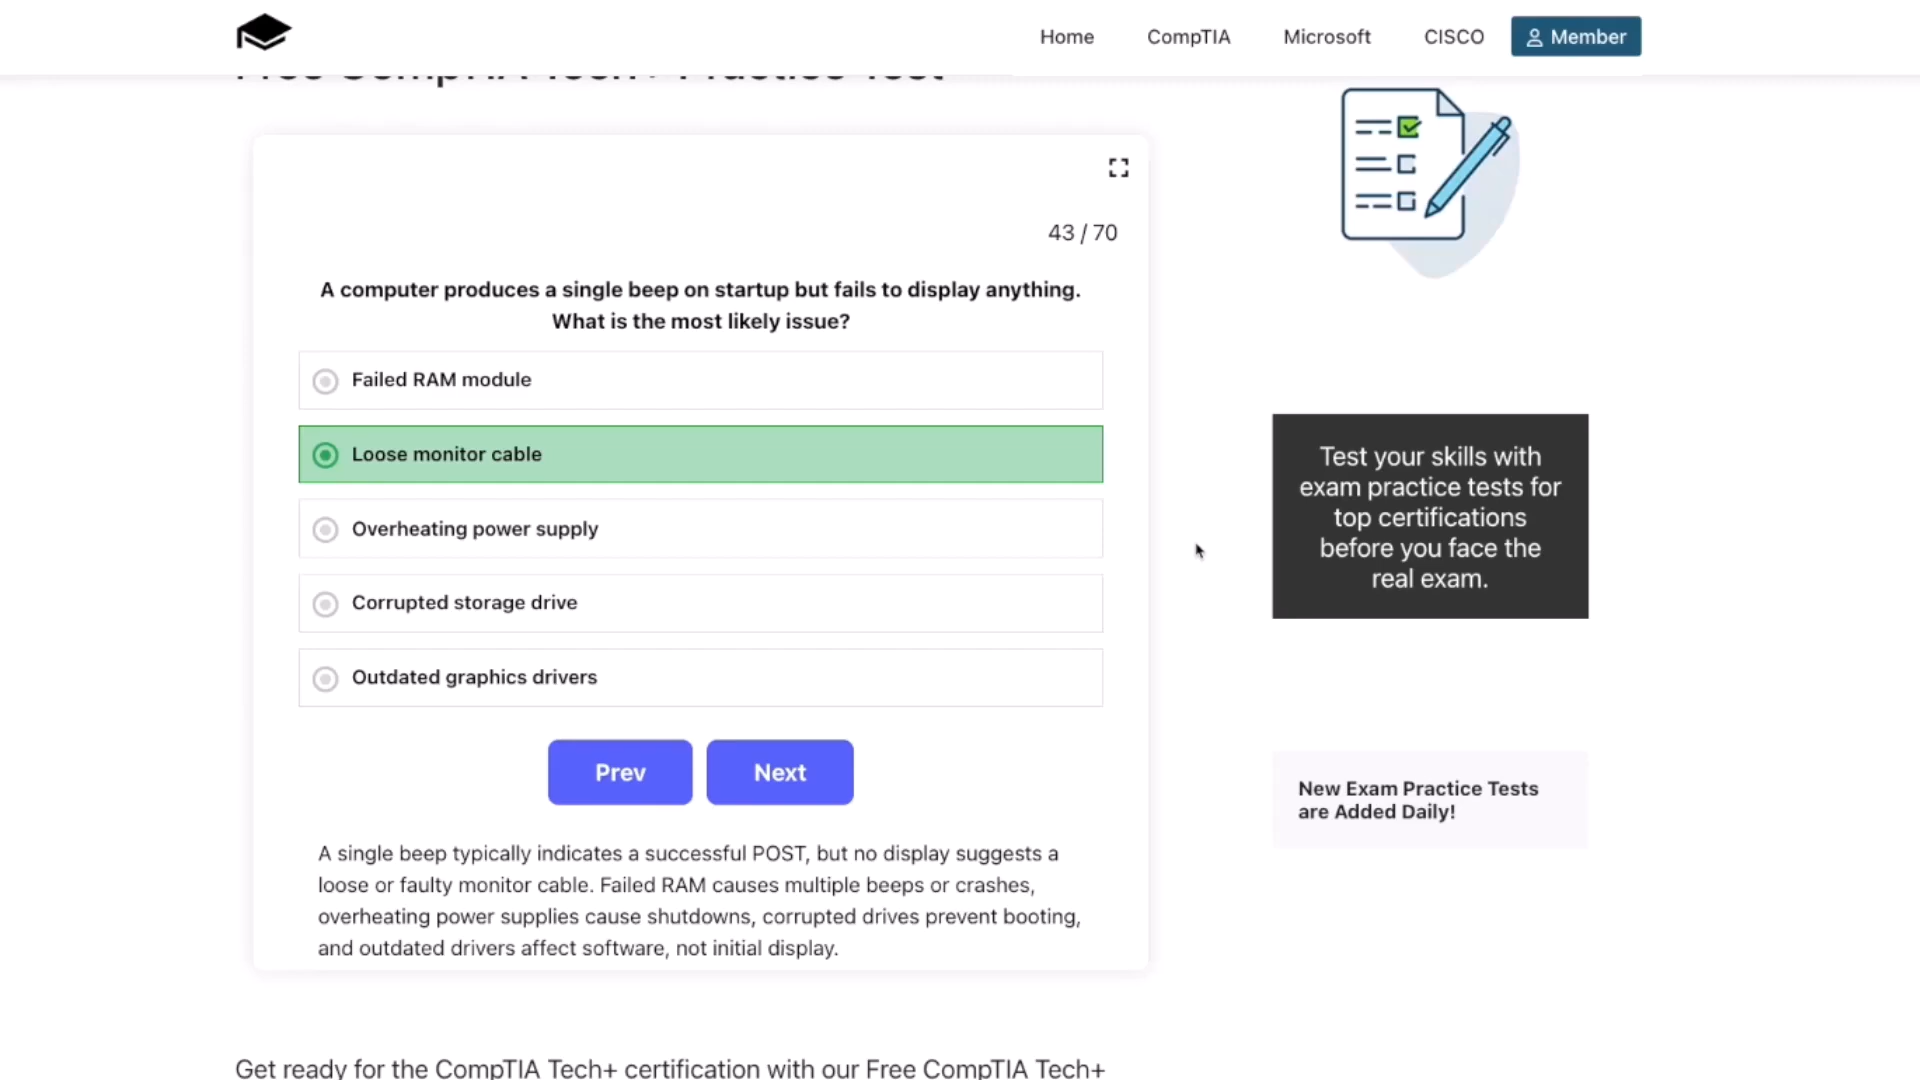 Home
CompTIA
Microsoft
CISCO
Member
Free CompTIA Tech+ Practice Test
43 / 70
A computer produces a single beep on startup but fails to display anything.
What is the most likely issue?
Failed RAM module
Loose monitor cable
Overheating power supply
Corrupted storage drive
Outdated graphics drivers
Prev
Next
A single beep typically indicates a successful POST, but no display suggests a
loose or faulty monitor cable. Failed RAM causes multiple beeps or crashes,
overheating power supplies cause shutdowns, corrupted drives prevent booting,
and outdated drivers affect software, not initial display.
Test your skills with
exam practice tests for
top certifications
before you face the
real exam.
New Exam Practice Tests
are Added Daily!
Get ready for the CompTIA Tech+ certification with our Free CompTIA Tech+